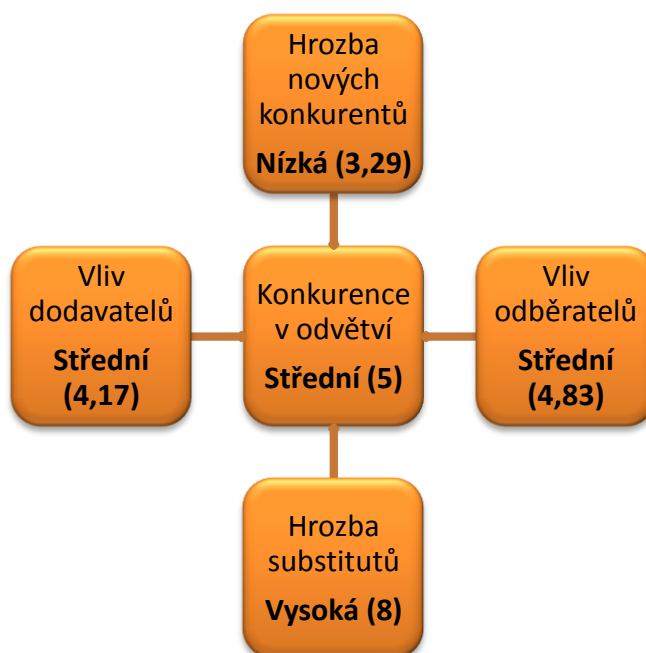 Hrozba
nových
konkurentů
Nízká (3,29)
Vliv
dodavatelů
Střední
(4,17)
Konkurence
v odvětví
Střední (5)
Vliv
odběratelů
Střední
(4,83)
Hrozba
substitutů
Vysoká (8)